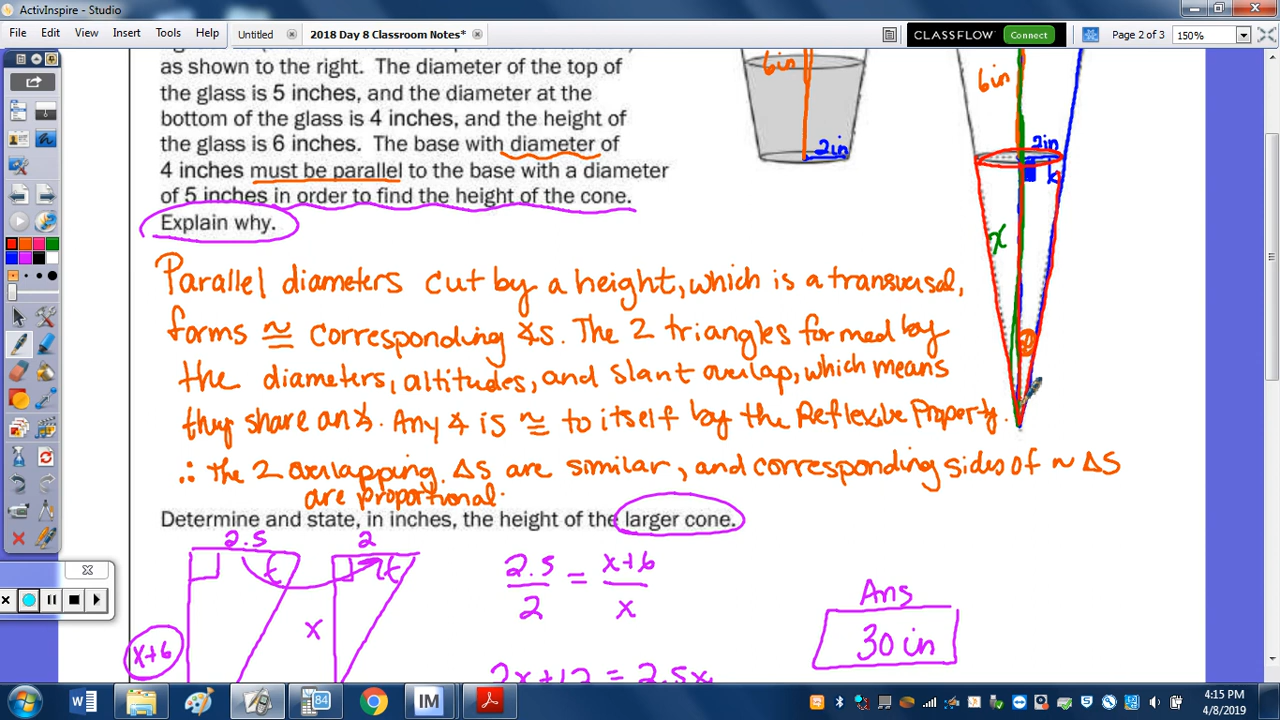 ActivInspire - Studio
File Edit View Insert Tools Help
Untitled
2018 Day 8 Classroom Notes*
CLASSFLOW
Connect
Page 2 of 3
150%
as shown to the right. The diameter of the top of
the glass is 5 inches, and the diameter at the
bottom of the glass is 4 inches, and the height of
the glass is 6 inches. The base with diameter of
4 inches must be parallel to the base with a diameter
of 5 inches in order to find the height of the cone.
Explain why.
6in
2in
6in
2in
x
Parallel diameters cut by a height, which is a transversal,
forms ≅ corresponding ∡s. The 2 triangles formed by
the diameters, altitudes, and slant overlap, which means
they share an ∡. Any ∡ is ≅ to itself by the Reflexive Property.
∴ the 2 overlapping Δs are similar, and corresponding sides of ~ Δs
are proportional.
Determine and state, in inches, the height of the larger cone.
2.5
2
x+6
x
2.5/2 = x+6/x
2x+12 = 2.5x
Ans
30 in
84
IM
4:15 PM
4/8/2019